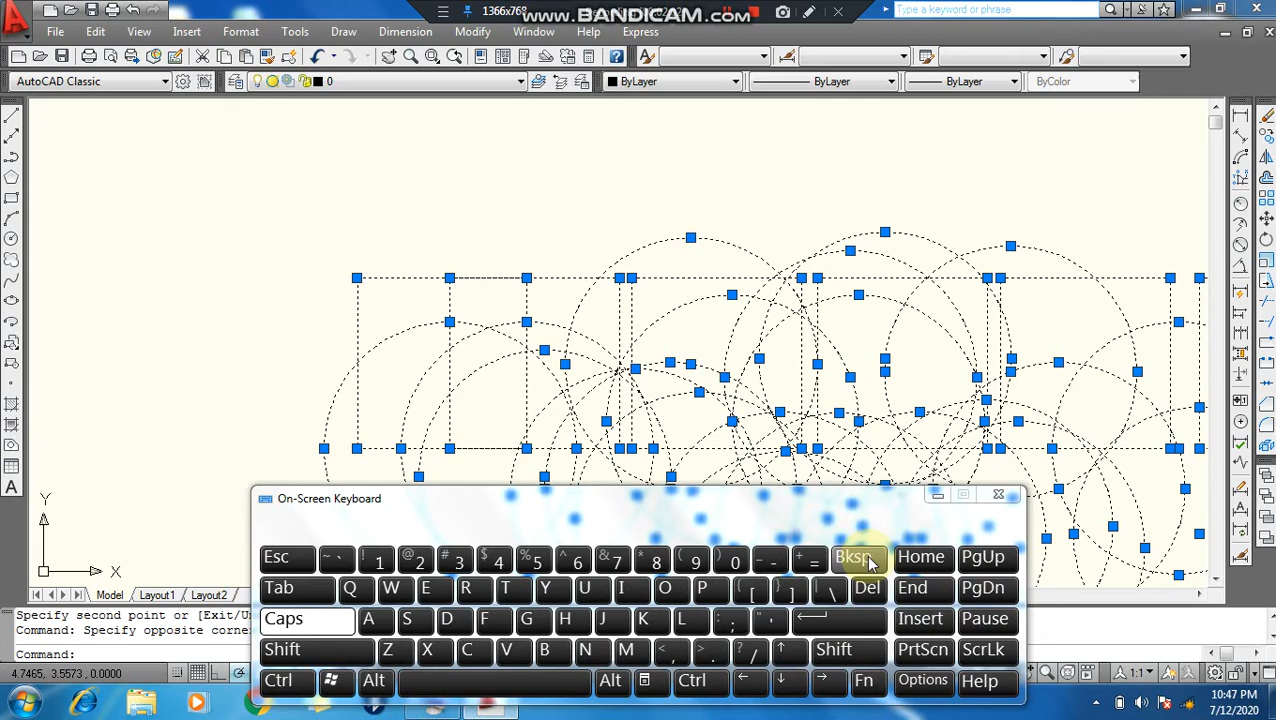 1366x768
www.BANDICAM.com
Type a keyword or phrase
File Edit View Insert Format Tools Draw Dimension Modify Window Help Express
AutoCAD Classic
0
ByLayer
ByLayer
ByLayer
ByColor
Y
X
Model Layout1 Layout2
Specify second point or [Exit/U
Command: Specify opposite corne
Command:
4.7465, 3.5573, 0.0000
1:1
On-Screen Keyboard
Esc ~ ` ! 1 @ 2 # 3 $ 4 % 5 ^ 6 & 7 * 8 ( 9 ) 0 _ - + = Bksp Home PgUp
Tab Q W E R T Y U I O P { [ } ] | \ Del End PgDn
Caps A S D F G H J K L : ; " ' Insert Pause
Shift Z X C V B N M < , > . ? / ↑ Shift PrtScn ScrLk
Ctrl Alt Alt Ctrl ← ↓ → Fn Options Help
10:47 PM
7/12/2020